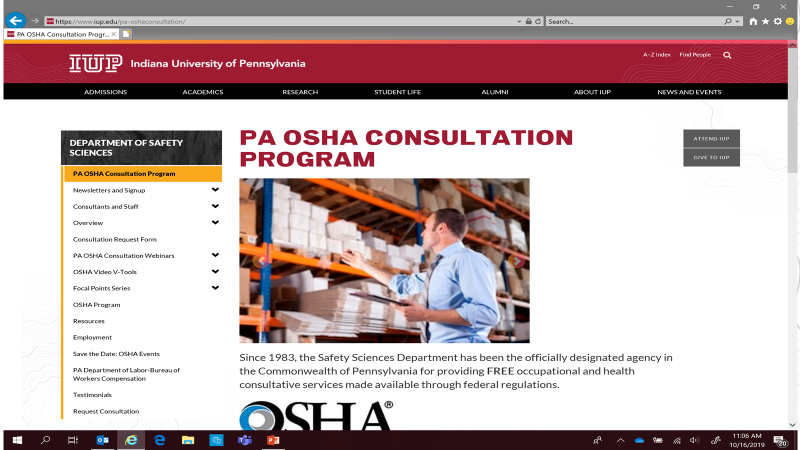 https://www.iup.edu/pa-oshaconsultation/
Search...
PA OSHA Consultation Progr...
IUP Indiana University of Pennsylvania
A-Z Index Find People
ADMISSIONS ACADEMICS RESEARCH STUDENT LIFE ALUMNI ABOUT IUP NEWS AND EVENTS
DEPARTMENT OF SAFETY
SCIENCES
PA OSHA Consultation Program
Newsletters and Signup
Consultants and Staff
Overview
Consultation Request Form
PA OSHA Consultation Webinars
OSHA Video V-Tools
Focal Points Series
OSHA Program
Resources
Employment
Save the Date: OSHA Events
PA Department of Labor-Bureau of
Workers Compensation
Testimonials
Request Consultation
PA OSHA CONSULTATION
PROGRAM
Since 1983, the Safety Sciences Department has been the officially designated agency in
the Commonwealth of Pennsylvania for providing FREE occupational and health
consultative services made available through federal regulations.
OSHA®
ATTEND IUP
GIVE TO IUP
11:06 AM
10/16/2019
20